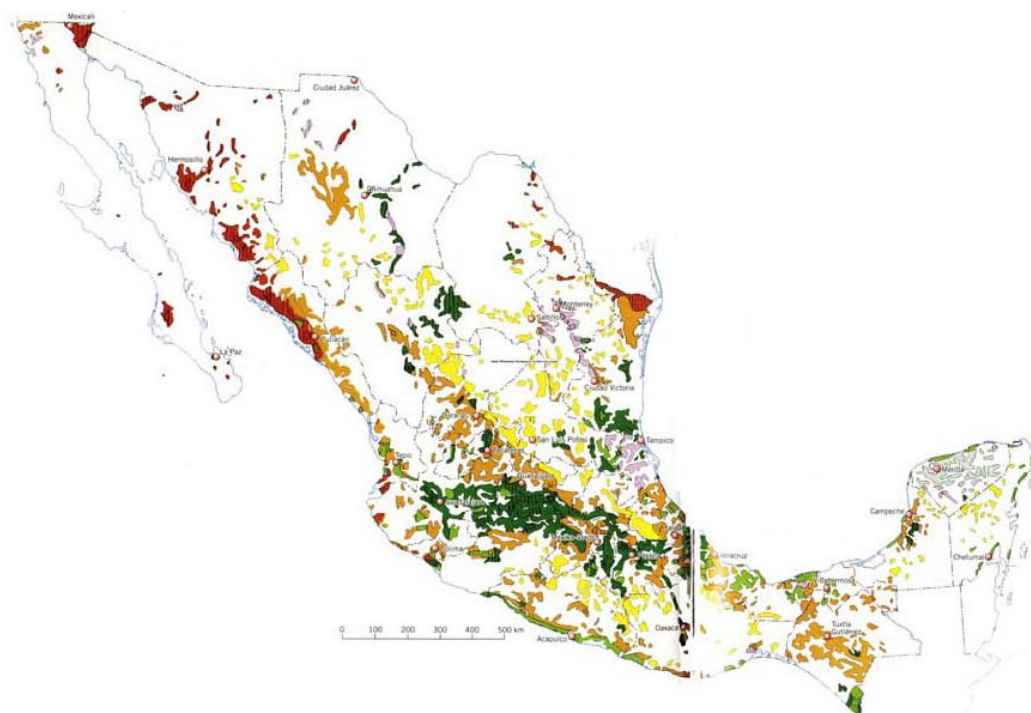 Mexicali
Ciudad Juárez
Hermosillo
Chihuahua
Monterrey
Saltillo
Culiacán
La Paz
Ciudad Victoria
San Luis Potosí
Tampico
Tepic
Mérida
Campeche
Colima
Veracruz
Chetumal
Villahermosa
0 100 200 300 400 500 km
Oaxaca
Tuxtla
Gutiérrez
Acapulco